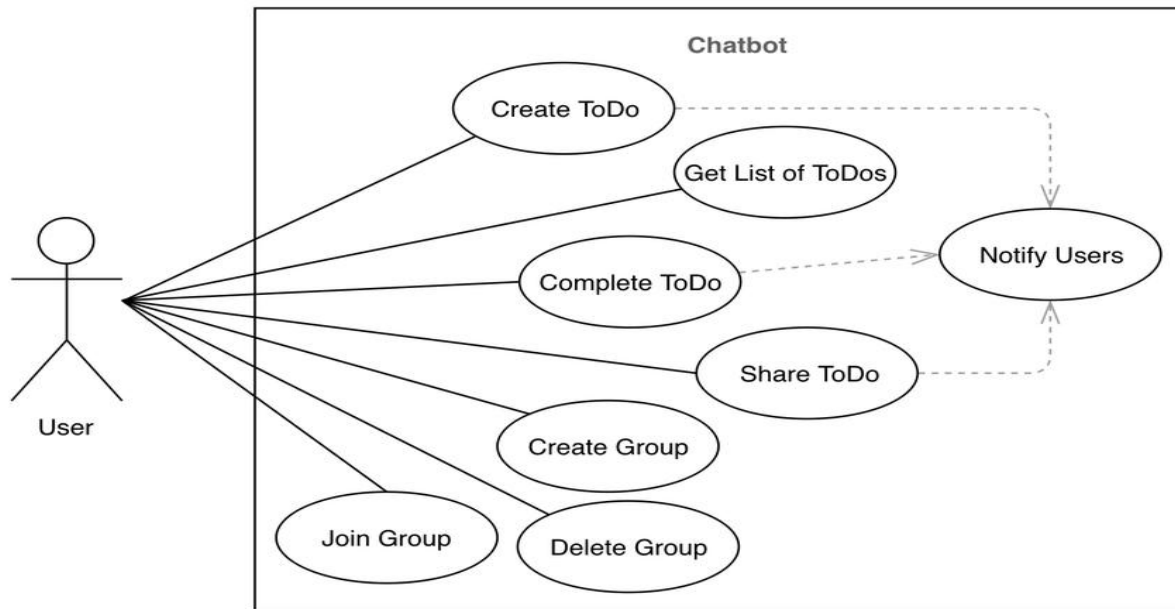 Chatbot
Create ToDo
Get List of ToDos
Notify Users
Complete ToDo
Share ToDo
User
Create Group
Join Group
Delete Group